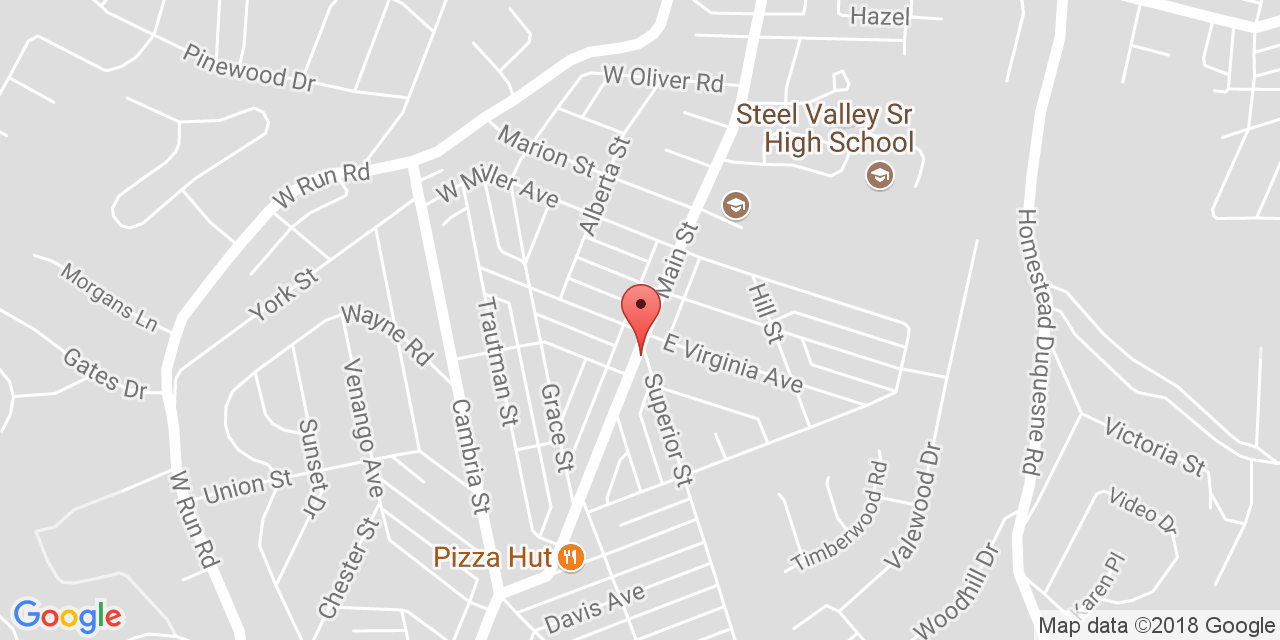 Hazel
Pinewood Dr
W Oliver Rd
Steel Valley Sr
High School
Marion St
Alberta St
W Run Rd
W Miller Ave
Main St
Homestead Duquesne Rd
Morgans Ln
York St
Hill St
Wayne Rd
Trautman St
E Virginia Ave
Gates Dr
Venango Ave
Superior St
Grace St
Cambria St
Sunset Dr
Victoria St
Union St
W Run Rd
Timberwood Rd
Valewood Dr
Video Dr
Chester St
Pizza Hut
Woodhill Dr
Karen Pl
Davis Ave
Google
Map data ©2018 Google